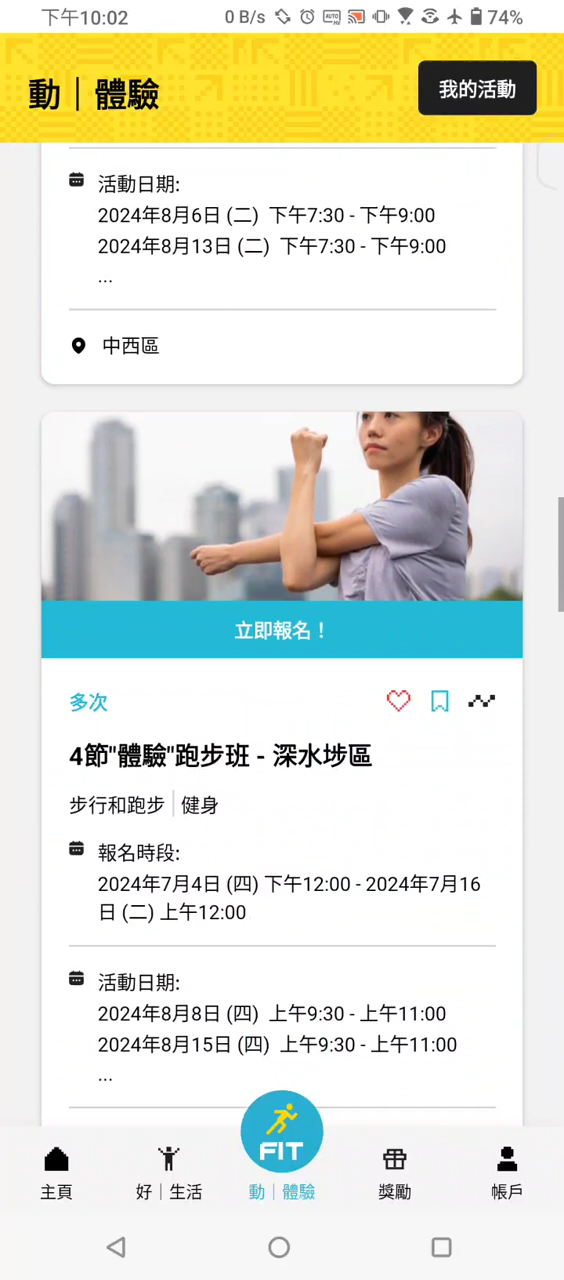 下午10:02 0 B/s 74%
動｜體驗
我的活動
活動日期:
2024年8月6日 (二) 下午7:30 - 下午9:00
2024年8月13日 (二) 下午7:30 - 下午9:00
...
中西區
立即報名！
多次
4節"體驗"跑步班 - 深水埗區
步行和跑步 健身
報名時段:
2024年7月4日 (四) 下午12:00 - 2024年7月16
日 (二) 上午12:00
活動日期:
2024年8月8日 (四) 上午9:30 - 上午11:00
2024年8月15日 (四) 上午9:30 - 上午11:00
...
FIT
主頁 好｜生活 動｜體驗 獎勵 帳戶